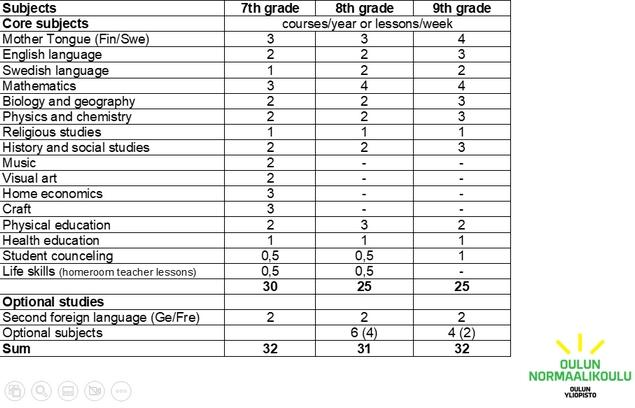 Subjects 7th grade 8th grade 9th grade
Core subjects courses/year or lessons/week
Mother Tongue (Fin/Swe) 3 3 4
English language 2 2 3
Swedish language 1 2 2
Mathematics 3 4 4
Biology and geography 2 2 3
Physics and chemistry 2 2 3
Religious studies 1 1 1
History and social studies 2 2 3
Music 2 - -
Visual art 2 - -
Home economics 3 - -
Craft 3 - -
Physical education 2 3 2
Health education 1 1 1
Student counceling 0,5 0,5 1
Life skills (homeroom teacher lessons) 0,5 0,5 -
30 25 25
Optional studies
Second foreign language (Ge/Fre) 2 2 2
Optional subjects 6 (4) 4 (2)
Sum 32 31 32
OULUN
NORMAALIKOULU
OULUN
YLIOPISTO